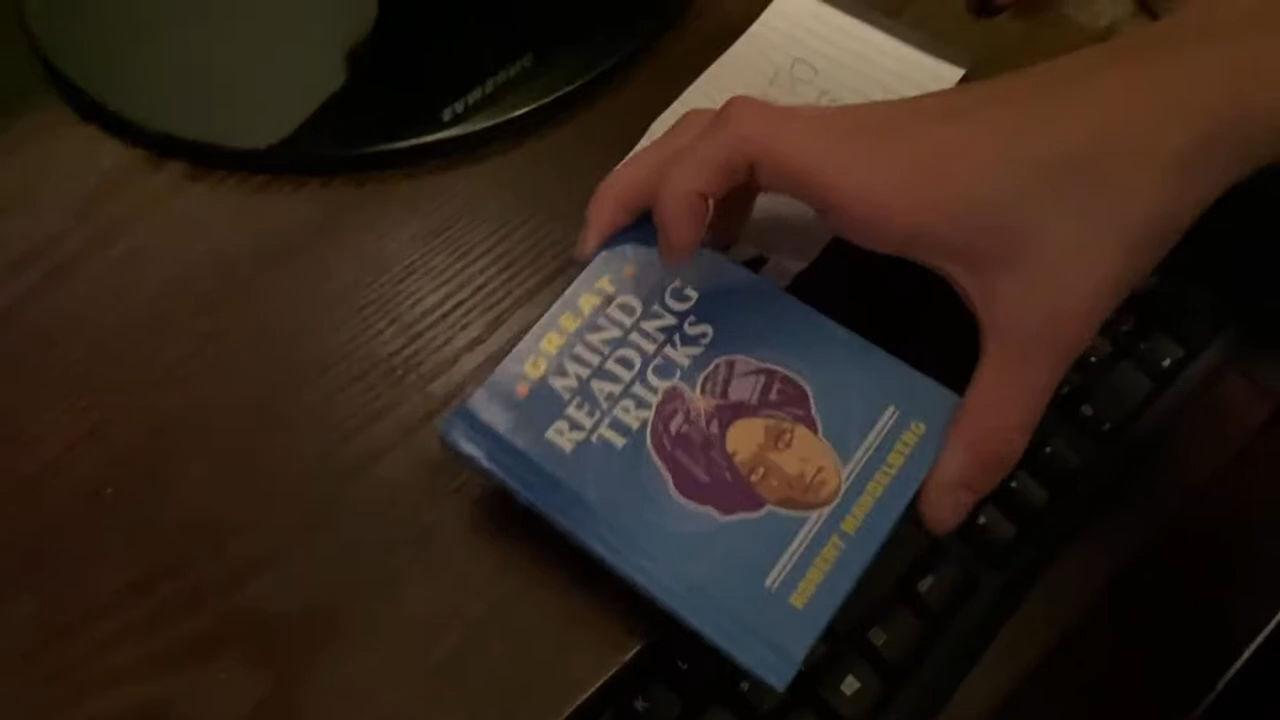 SAMSUNG
GREAT
MIND
READING
TRICKS
ROBERT MANDELBERG